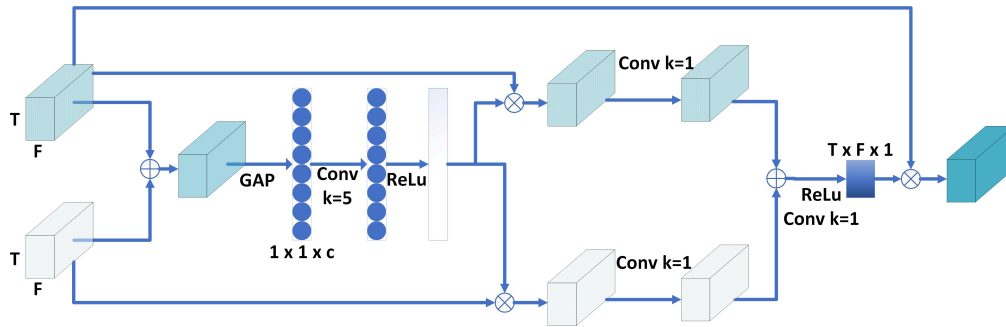 T
F
GAP
1 x 1 x c
Conv
k=5
ReLu
T
F
Conv k=1
Conv k=1
T x F x 1
ReLu
Conv k=1